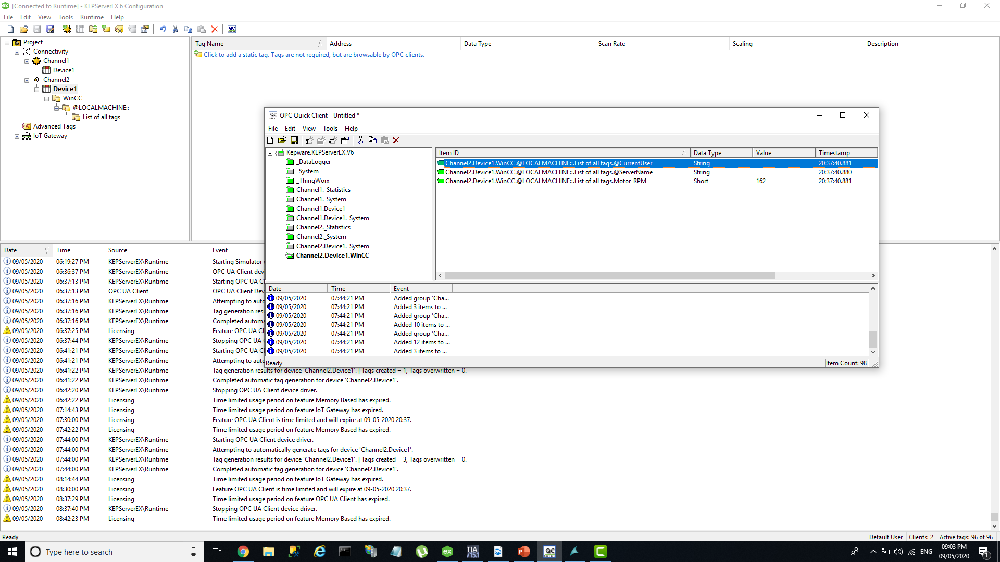 [Connected to Runtime] - KEPServerEX 6 Configuration
File Edit View Tools Runtime Help
Project
Connectivity
Channel1
Device1
Channel2
Device1
WinCC
@LOCALMACHINE::
List of all tags
Advanced Tags
IoT Gateway
Tag Name Address Data Type Scan Rate Scaling Description
Click to add a static tag. Tags are not required, but are browsable by OPC clients.
OPC Quick Client - Untitled *
File Edit View Tools Help
Kepware.KEPServerEX.V6
_DataLogger
_System
_ThingWorx
Channel1._Statistics
Channel1._System
Channel1.Device1
Channel1.Device1._System
Channel2._Statistics
Channel2._System
Channel2.Device1._System
Channel2.Device1.WinCC
Item ID Data Type Value Timestamp
Channel2.Device1.WinCC.@LOCALMACHINE::.List of all tags.@CurrentUser String 20:37:40.881
Channel2.Device1.WinCC.@LOCALMACHINE::.List of all tags.@ServerName String 20:37:40.880
Channel2.Device1.WinCC.@LOCALMACHINE::.List of all tags.Motor_RPM Short 162 20:37:40.881
Date Time Event
09/05/2020 07:44:21 PM Added group 'Cha...
09/05/2020 07:44:21 PM Added 3 items to ...
09/05/2020 07:44:21 PM Added group 'Cha...
09/05/2020 07:44:21 PM Added 10 items to ...
09/05/2020 07:44:21 PM Added group 'Cha...
09/05/2020 07:44:21 PM Added 12 items to ...
09/05/2020 07:44:21 PM Added 3 items to ...
Ready Item Count: 98
Date Time Source Event
09/05/2020 06:19:27 PM KEPServerEX\Runtime Starting Simulator
09/05/2020 06:36:37 PM KEPServerEX\Runtime OPC UA Client dev
09/05/2020 06:37:13 PM KEPServerEX\Runtime Starting OPC UA C
09/05/2020 06:37:13 PM OPC UA Client OPC UA Client Dev
09/05/2020 06:37:16 PM KEPServerEX\Runtime Attempting to auto
09/05/2020 06:37:16 PM KEPServerEX\Runtime Tag generation resu
09/05/2020 06:37:16 PM KEPServerEX\Runtime Completed automa
09/05/2020 06:37:25 PM Licensing Feature OPC UA Cl
09/05/2020 06:37:44 PM KEPServerEX\Runtime Stopping OPC UA
09/05/2020 06:41:21 PM KEPServerEX\Runtime Starting OPC UA C
09/05/2020 06:41:21 PM KEPServerEX\Runtime Attempting to auto
09/05/2020 06:41:22 PM KEPServerEX\Runtime Tag generation results for device 'Channel2.Device1'. | Tags created = 1, Tags overwritten = 0.
09/05/2020 06:41:22 PM KEPServerEX\Runtime Completed automatic tag generation for device 'Channel2.Device1'.
09/05/2020 06:42:20 PM KEPServerEX\Runtime Stopping OPC UA Client device driver.
09/05/2020 06:42:22 PM Licensing Time limited usage period on feature Memory Based has expired.
09/05/2020 07:14:43 PM Licensing Time limited usage period on feature IoT Gateway has expired.
09/05/2020 07:30:00 PM Licensing Feature OPC UA Client is time limited and will expire at 09-05-2020 20:37.
09/05/2020 07:42:22 PM Licensing Time limited usage period on feature Memory Based has expired.
09/05/2020 07:44:00 PM KEPServerEX\Runtime Starting OPC UA Client device driver.
09/05/2020 07:44:00 PM KEPServerEX\Runtime Attempting to automatically generate tags for device 'Channel2.Device1'.
09/05/2020 07:44:00 PM KEPServerEX\Runtime Tag generation results for device 'Channel2.Device1'. | Tags created = 3, Tags overwritten = 0.
09/05/2020 07:44:00 PM KEPServerEX\Runtime Completed automatic tag generation for device 'Channel2.Device1'.
09/05/2020 08:14:44 PM Licensing Time limited usage period on feature IoT Gateway has expired.
09/05/2020 08:30:00 PM Licensing Feature OPC UA Client is time limited and will expire at 09-05-2020 20:37.
09/05/2020 08:37:29 PM Licensing Time limited usage period on feature OPC UA Client has expired.
09/05/2020 08:37:40 PM KEPServerEX\Runtime Stopping OPC UA Client device driver.
09/05/2020 08:42:23 PM Licensing Time limited usage period on feature Memory Based has expired.
Ready Default User Clients: 2 Active tags: 96 of 96
Type here to search ENG 09:03 PM
09/05/2020